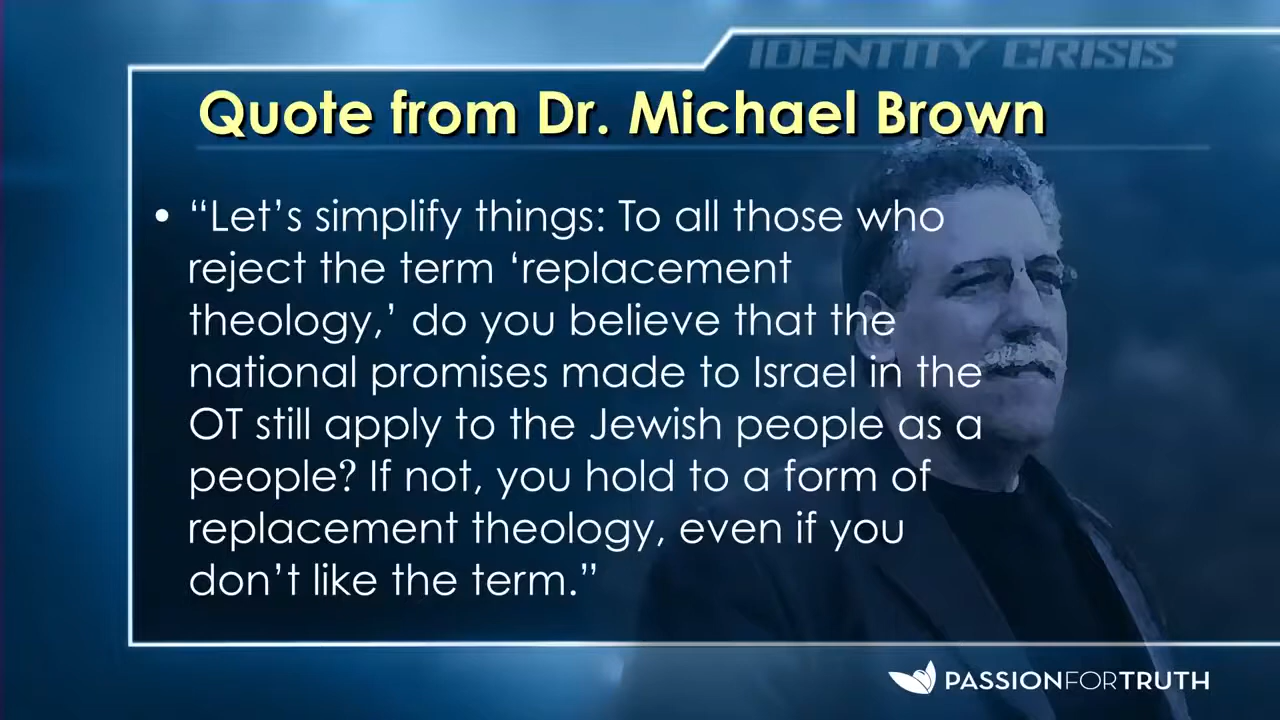 IDENTITY CRISIS
Quote from Dr. Michael Brown
• “Let’s simplify things: To all those who
reject the term ‘replacement
theology,’ do you believe that the
national promises made to Israel in the
OT still apply to the Jewish people as a
people? If not, you hold to a form of
replacement theology, even if you
don’t like the term.”
PASSIONFORTRUTH